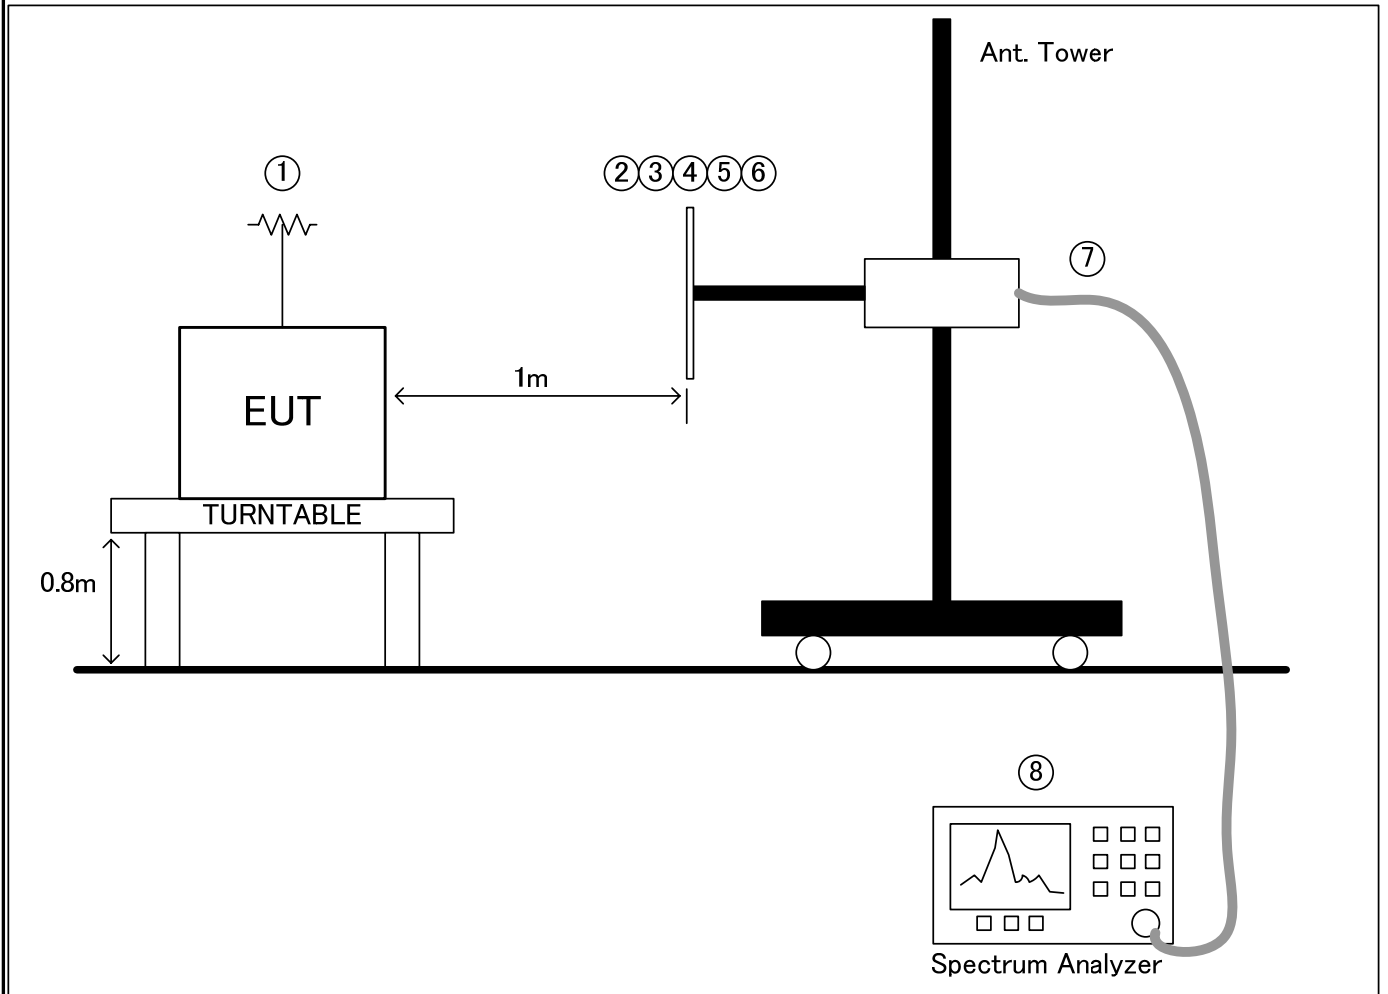 Ant. Tower
①
②③④⑤⑥
⑦
1m
EUT
TURNTABLE
0.8m
⑧
Spectrum Analyzer